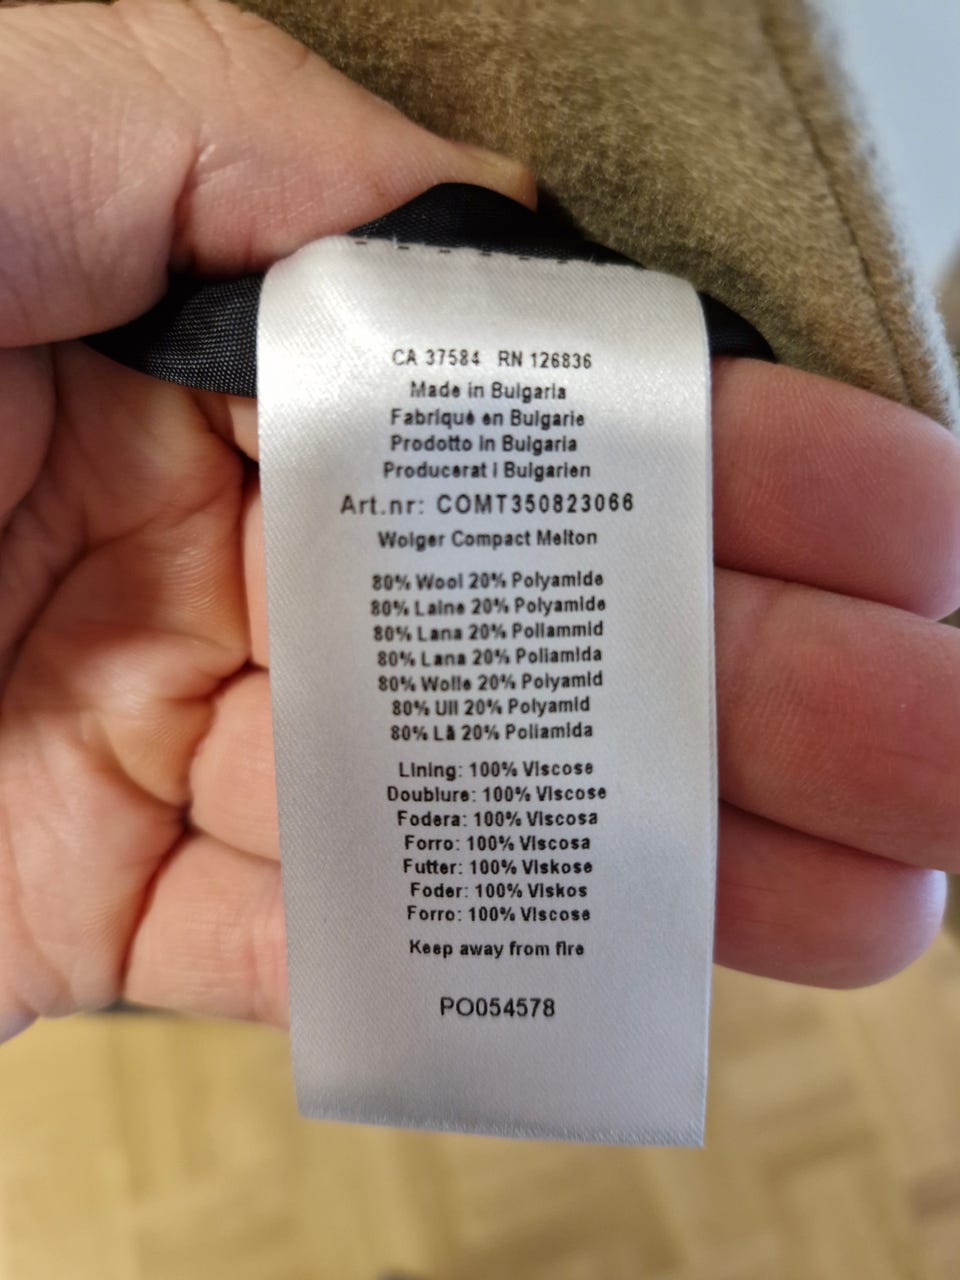 CA 37584 RN 126836
Made in Bulgaria
Fabriqué en Bulgarie
Prodotto in Bulgaria
Producerat i Bulgarien
Art.nr: COMT350823066
Wolger Compact Melton
80% Wool 20% Polyamide
80% Laine 20% Polyamide
80% Lana 20% Poliammid
80% Lana 20% Poliamida
80% Wolle 20% Polyamid
80% Ull 20% Polyamid
80% Lã 20% Poliamida
Lining: 100% Viscose
Doublure: 100% Viscose
Fodera: 100% Viscosa
Forro: 100% Viscosa
Futter: 100% Viskose
Foder: 100% Viskos
Forro: 100% Viscose
Keep away from fire
PO054578